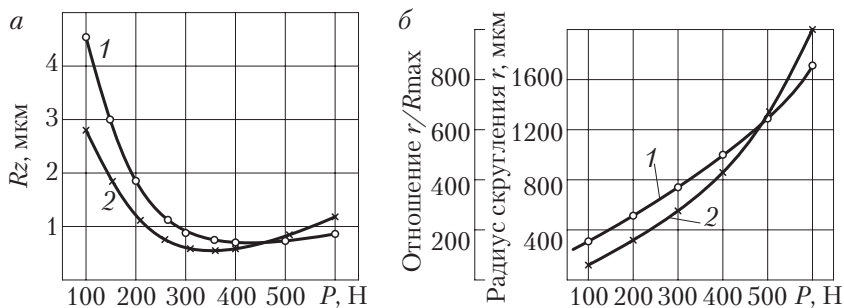 а
Rz, мкм
4
3
2
1
1
2
100 200 300 400 500 P, Н
б
Отношение r/Rmax
800
600
400
200
Радиус скругления r, мкм
1600
1200
800
400
1
2
100 200 300 400 500 P, Н